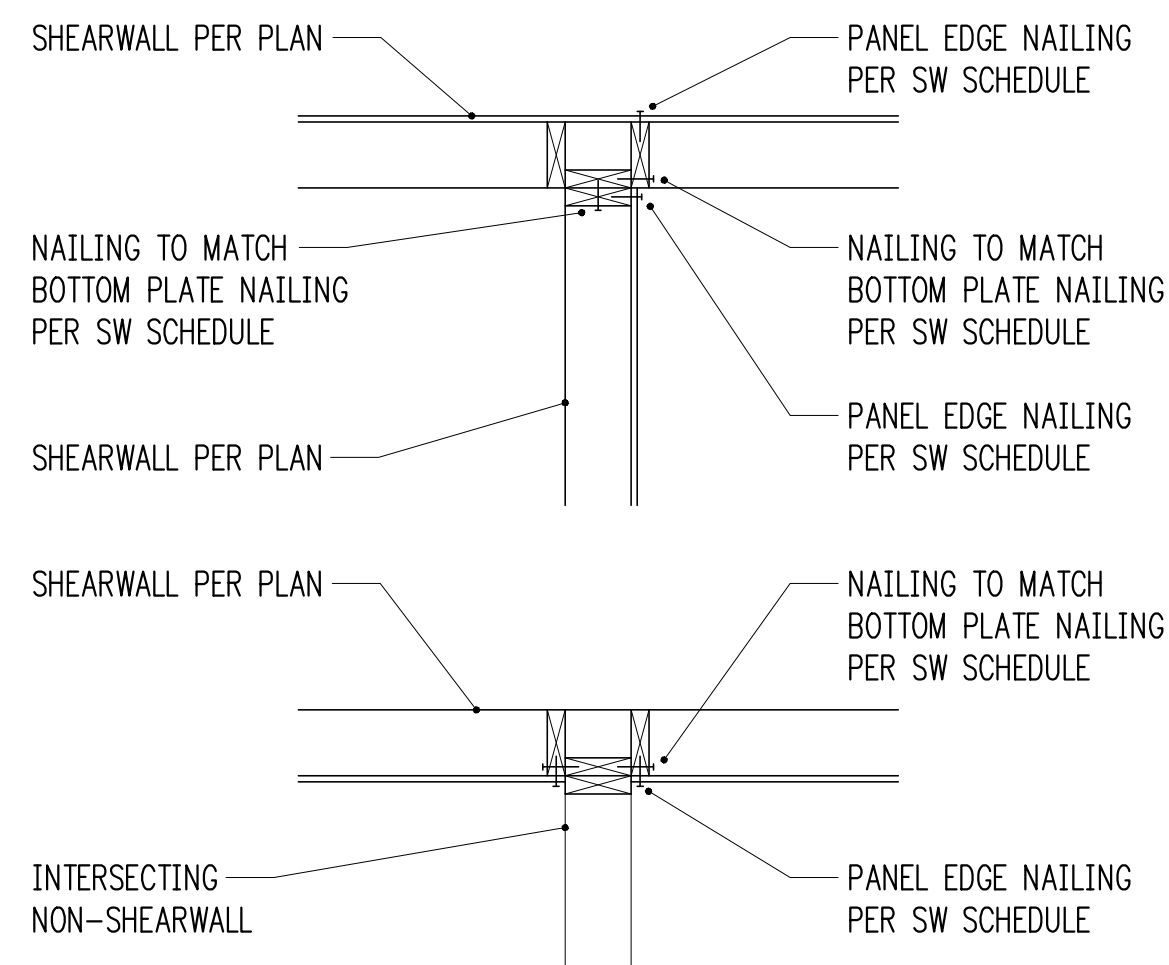 SHEARWALL PER PLAN
PANEL EDGE NAILING
PER SW SCHEDULE
NAILING TO MATCH
BOTTOM PLATE NAILING
PER SW SCHEDULE
NAILING TO MATCH
BOTTOM PLATE NAILING
PER SW SCHEDULE
SHEARWALL PER PLAN
PANEL EDGE NAILING
PER SW SCHEDULE
SHEARWALL PER PLAN
NAILING TO MATCH
BOTTOM PLATE NAILING
PER SW SCHEDULE
INTERSECTING
NON-SHEARWALL
PANEL EDGE NAILING
PER SW SCHEDULE